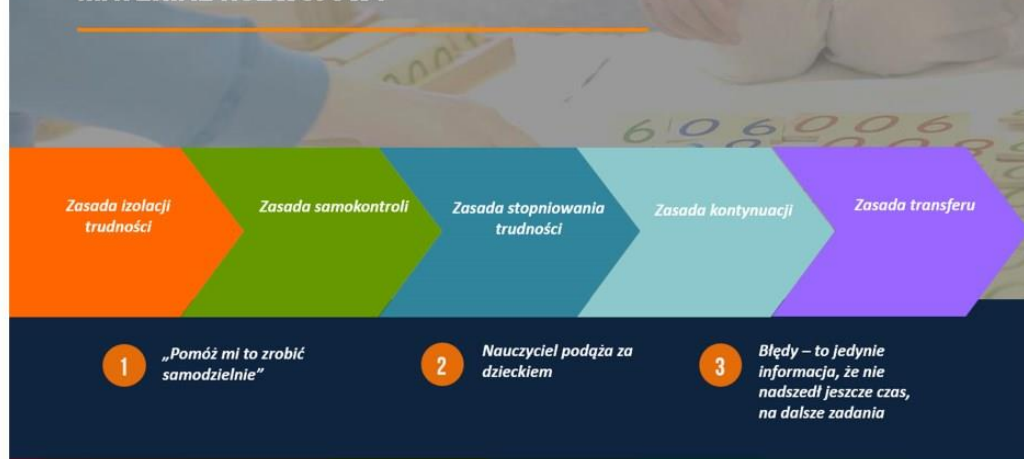 Zasada izolacji
trudności
Zasada samokontroli
Zasada stopniowania
trudności
Zasada kontynuacji
Zasada transferu
1
„Pomóż mi to zrobić
samodzielnie”
2
Nauczyciel podąża za
dzieckiem
3
Błędy – to jedynie
informacja, że nie
nadszedł jeszcze czas,
na dalsze zadania